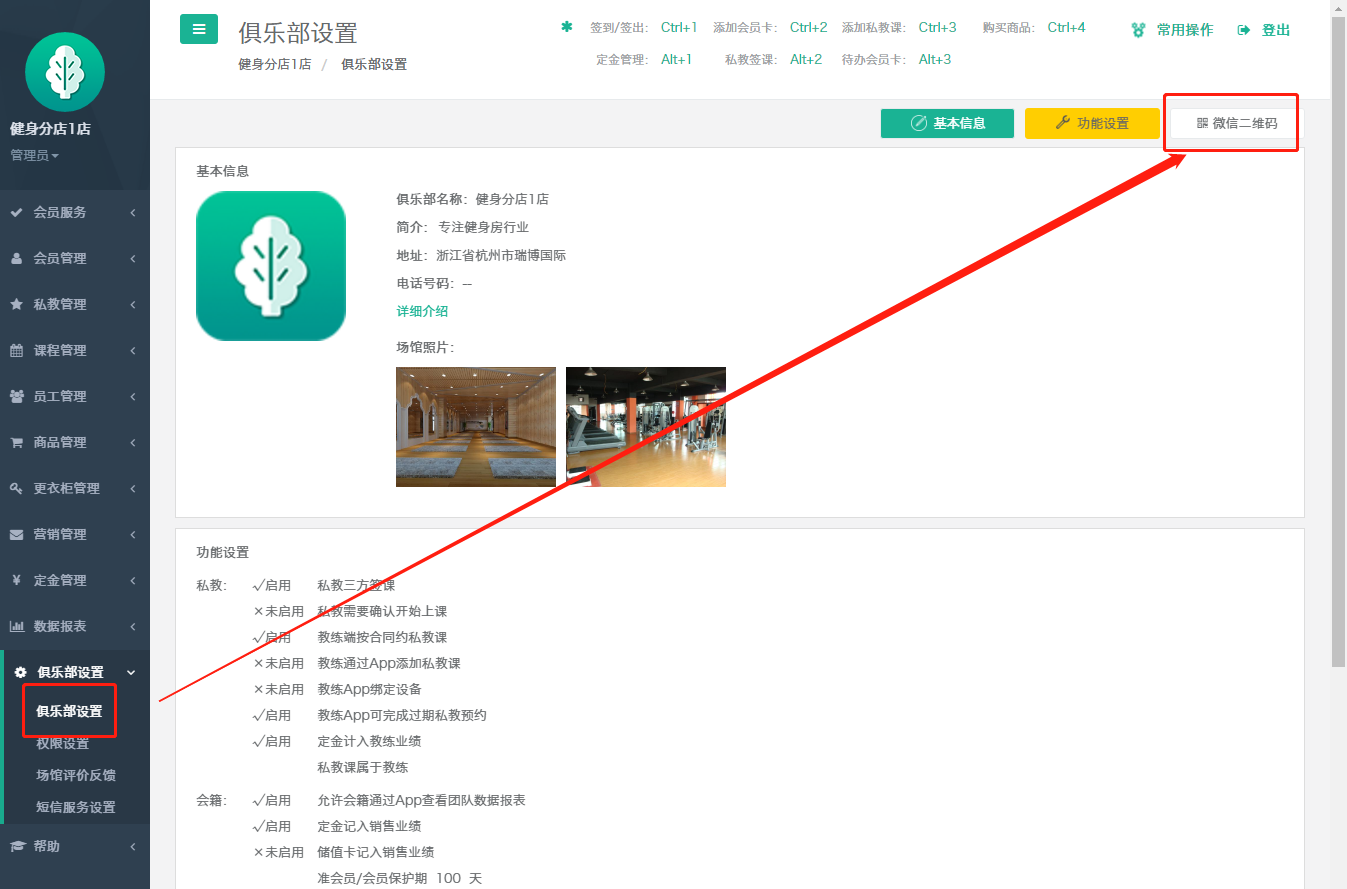 俱乐部设置
健身分店1店 / 俱乐部设置
签到/签出: Ctrl+1 添加会员卡: Ctrl+2 添加私教课: Ctrl+3 购买商品: Ctrl+4
定金管理: Alt+1 私教签课: Alt+2 待办会员卡: Alt+3
常用操作 登出
健身分店1店
管理员
会员服务
会员管理
私教管理
课程管理
员工管理
商品管理
更衣柜管理
营销管理
¥ 定金管理
数据报表
俱乐部设置
俱乐部设置
权限设置
场馆评价反馈
短信服务设置
帮助
基本信息 功能设置 微信二维码
基本信息
俱乐部名称: 健身分店1店
简介: 专注健身房行业
地址: 浙江省杭州市瑞博国际
电话号码: --
详细介绍
场馆照片:
功能设置
私教: ✓启用 私教三方签课
×未启用 私教需要确认开始上课
✓启用 教练端按合同约私教课
×未启用 教练通过App添加私教课
×未启用 教练App绑定设备
✓启用 教练App可完成过期私教预约
✓启用 定金计入教练业绩
私教课属于教练
会籍: ✓启用 允许会籍通过App查看团队数据报表
✓启用 定金记入销售业绩
×未启用 储值卡记入销售业绩
准会员/会员保护期 100 天